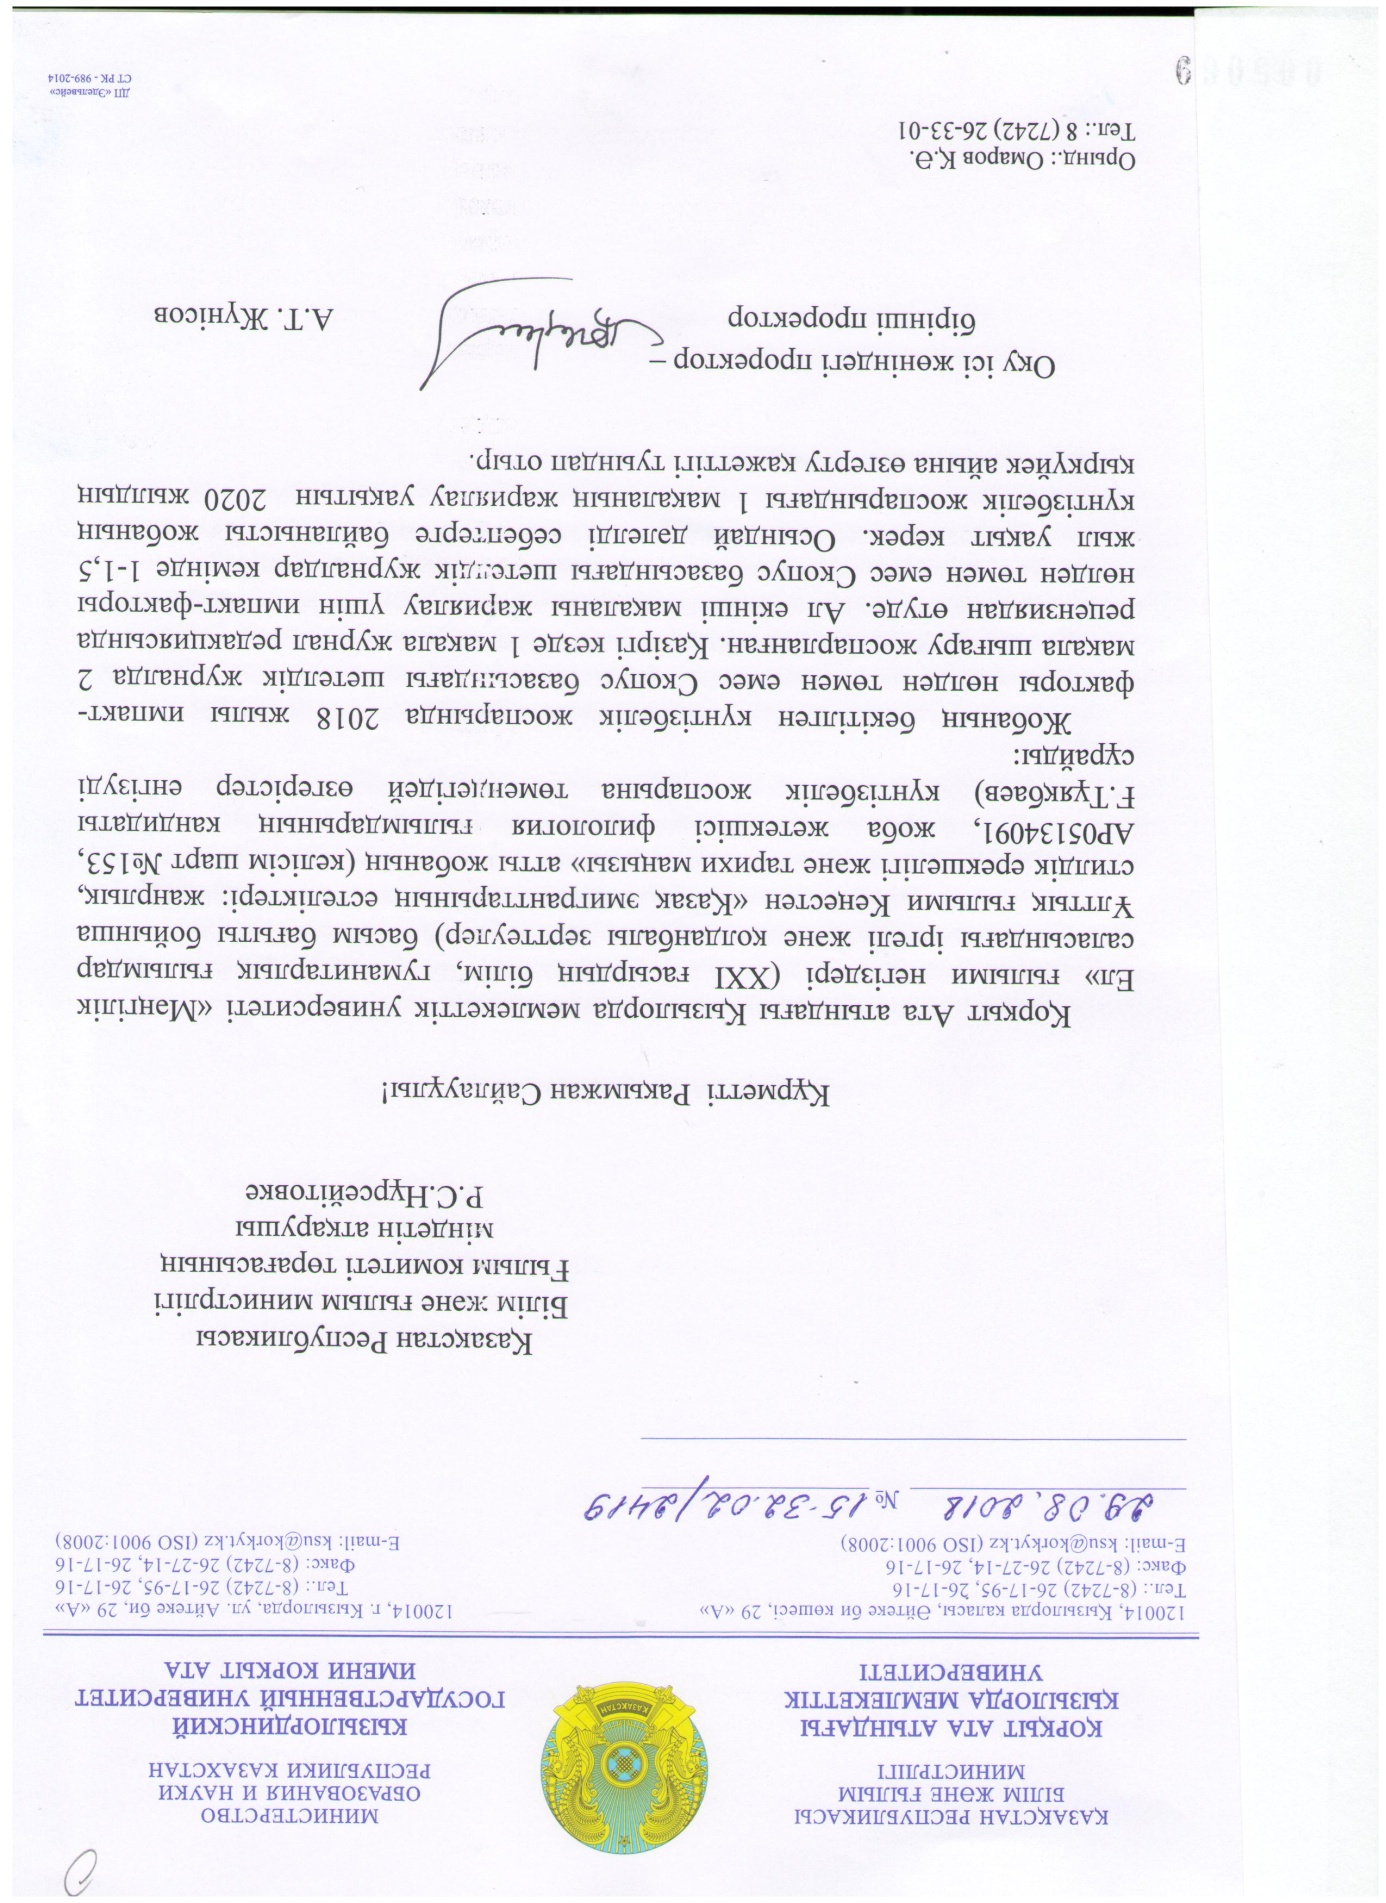 ҚАЗАҚСТАН РЕСПУБЛИКАСЫ
БІЛІМ ЖӘНЕ ҒЫЛЫМ
МИНИСТРЛІГІ
ҚОРҚЫТ АТА АТЫНДАҒЫ
ҚЫЗЫЛОРДА МЕМЛЕКЕТТІК
УНИВЕРСИТЕТІ
МИНИСТЕРСТВО
ОБРАЗОВАНИЯ И НАУКИ
РЕСПУБЛИКИ КАЗАХСТАН
КЫЗЫЛОРДИНСКИЙ
ГОСУДАРСТВЕННЫЙ УНИВЕРСИТЕТ
ИМЕНИ КОРКЫТ АТА
ҚАЗАҚСТАН
120014, Қызылорда қаласы, Әйтеке би көшесі, 29 «А»
Тел.: (8-7242) 26-17-95, 26-17-16
Факс: (8-7242) 26-27-14, 26-17-16
E-mail: ksu@korkyt.kz (ISO 9001:2008)
120014, г. Кызылорда, ул. Айтеке би, 29 «А»
Тел.: (8-7242) 26-17-95, 26-17-16
Факс: (8-7242) 26-27-14, 26-17-16
E-mail: ksu@korkyt.kz (ISO 9001:2008)
29.08.2018 № 15-32.02/2419
Қазақстан Республикасы
Білім және ғылым министрлігі
Ғылым комитеті төрағасының
міндетін атқарушы
Р.С.Нұрсейітовке
Құрметті Рақымжан Сайлауұлы!
Қорқыт Ата атындағы Қызылорда мемлекеттік университеті «Мәңгілік
Ел» ғылыми негіздері (XXI ғасырдың білім, гуманитарлық ғылымдар
саласындағы іргелі және қолданбалы зерттеулер) басым бағыты бойынша
Ұлттық ғылыми Кеңестен «Қазақ эмигранттарының естеліктері: жанрлық,
стилдік ерекшелігі және тарихи маңызы» атты жобаның (келісім шарт №153,
АР05134091, жоба жетекшісі филология ғылымдарының кандидаты
Ғ.Тұяқбаев) күнтізбелік жоспарына төмендегідей өзгерістер енгізуді
сұрайды:
Жобаның бекітілген күнтізбелік жоспарында 2018 жылы импакт-
факторы нөлден төмен емес Скопус базасындағы шетелдік журналда 2
мақала шығару жоспарланған. Қазіргі кезде 1 мақала журнал редакциясында
рецензиядан өтуде. Ал екінші мақаланы жариялау үшін импакт-факторы
нөлден төмен емес Скопус базасындағы шетелдік журналдар кемінде 1-1,5
жыл уақыт керек. Осындай дәлелді себептерге байланысты жобаның
күнтізбелік жоспарындағы 1 мақаланың жариялау уақытын 2020 жылдың
қыркүйек айына өзгерту қажеттігі туындап отыр.
Оқу ісі жөніндегі проректор –
бірінші проректор
А.Т. Жүнісов
Орынд.: Омаров Қ.Ә.
Тел.: 8 (7242) 26-33-01
ДП «Эдельвейс»
СТ РК - 989-2014